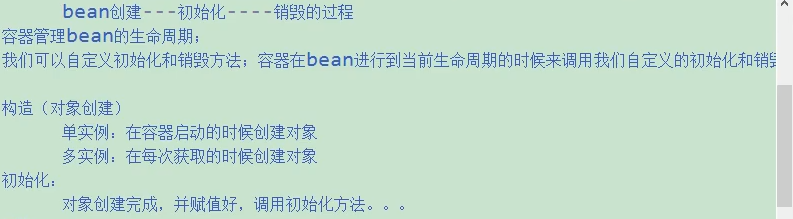 bean创建---初始化----销毁的过程
容器管理bean的生命周期;
我们可以自定义初始化和销毁方法;容器在bean进行到当前生命周期的时候来调用我们自定义的初始化和销
构造（对象创建）
单实例：在容器启动的时候创建对象
多实例：在每次获取的时候创建对象
初始化：
对象创建完成，并赋值好，调用初始化方法。。。